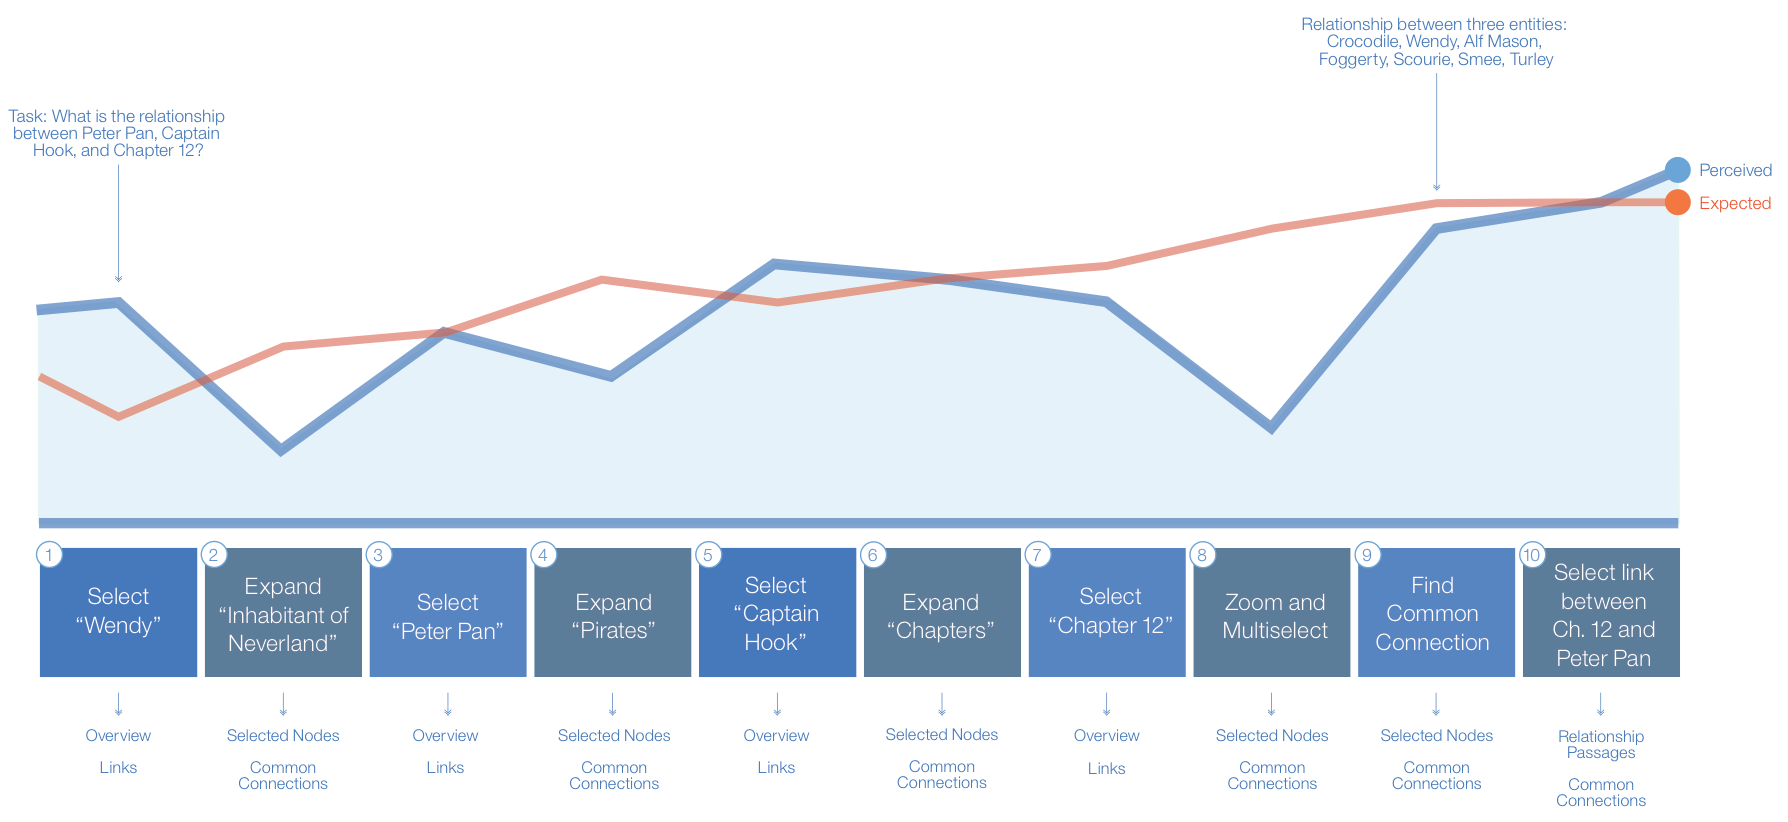 Relationship between three entities:
Crocodile, Wendy, Alf Mason,
Foggerty, Scourie, Smee, Turley
Task: What is the relationship
between Peter Pan, Captain
Hook, and Chapter 12?
Perceived
Expected
1
Select
“Wendy”
2
Expand
“Inhabitant of
Neverland”
3
Select
“Peter Pan”
4
Expand
“Pirates”
5
Select
“Captain
Hook”
6
Expand
“Chapters”
7
Select
“Chapter 12”
8
Zoom and
Multiselect
9
Find
Common
Connection
10
Select link
between
Ch. 12 and
Peter Pan
Overview
Links
Selected Nodes
Common
Connections
Overview
Links
Selected Nodes
Common
Connections
Overview
Links
Selected Nodes
Common
Connections
Overview
Links
Selected Nodes
Common
Connections
Selected Nodes
Common
Connections
Relationship
Passages
Common
Connections